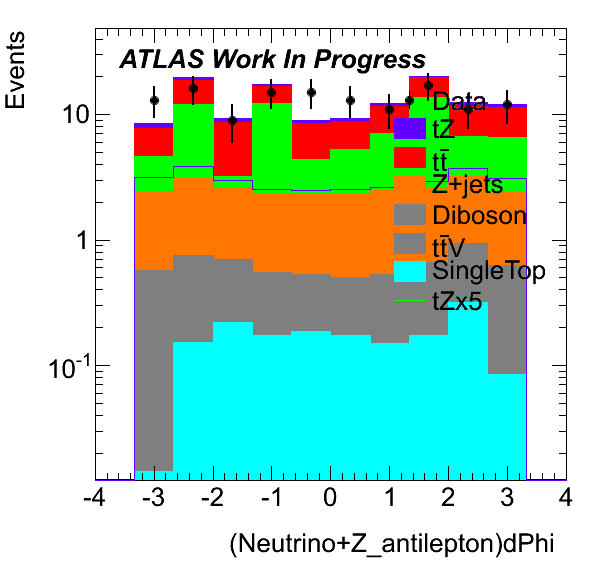 Events
ATLAS Work In Progress
Data
tZ
tt̄
Z+jets
Diboson
tt̄V
SingleTop
tZx5
10
1
10⁻¹
-4 -3 -2 -1 0 1 2 3 4
(Neutrino+Z_antilepton)dPhi